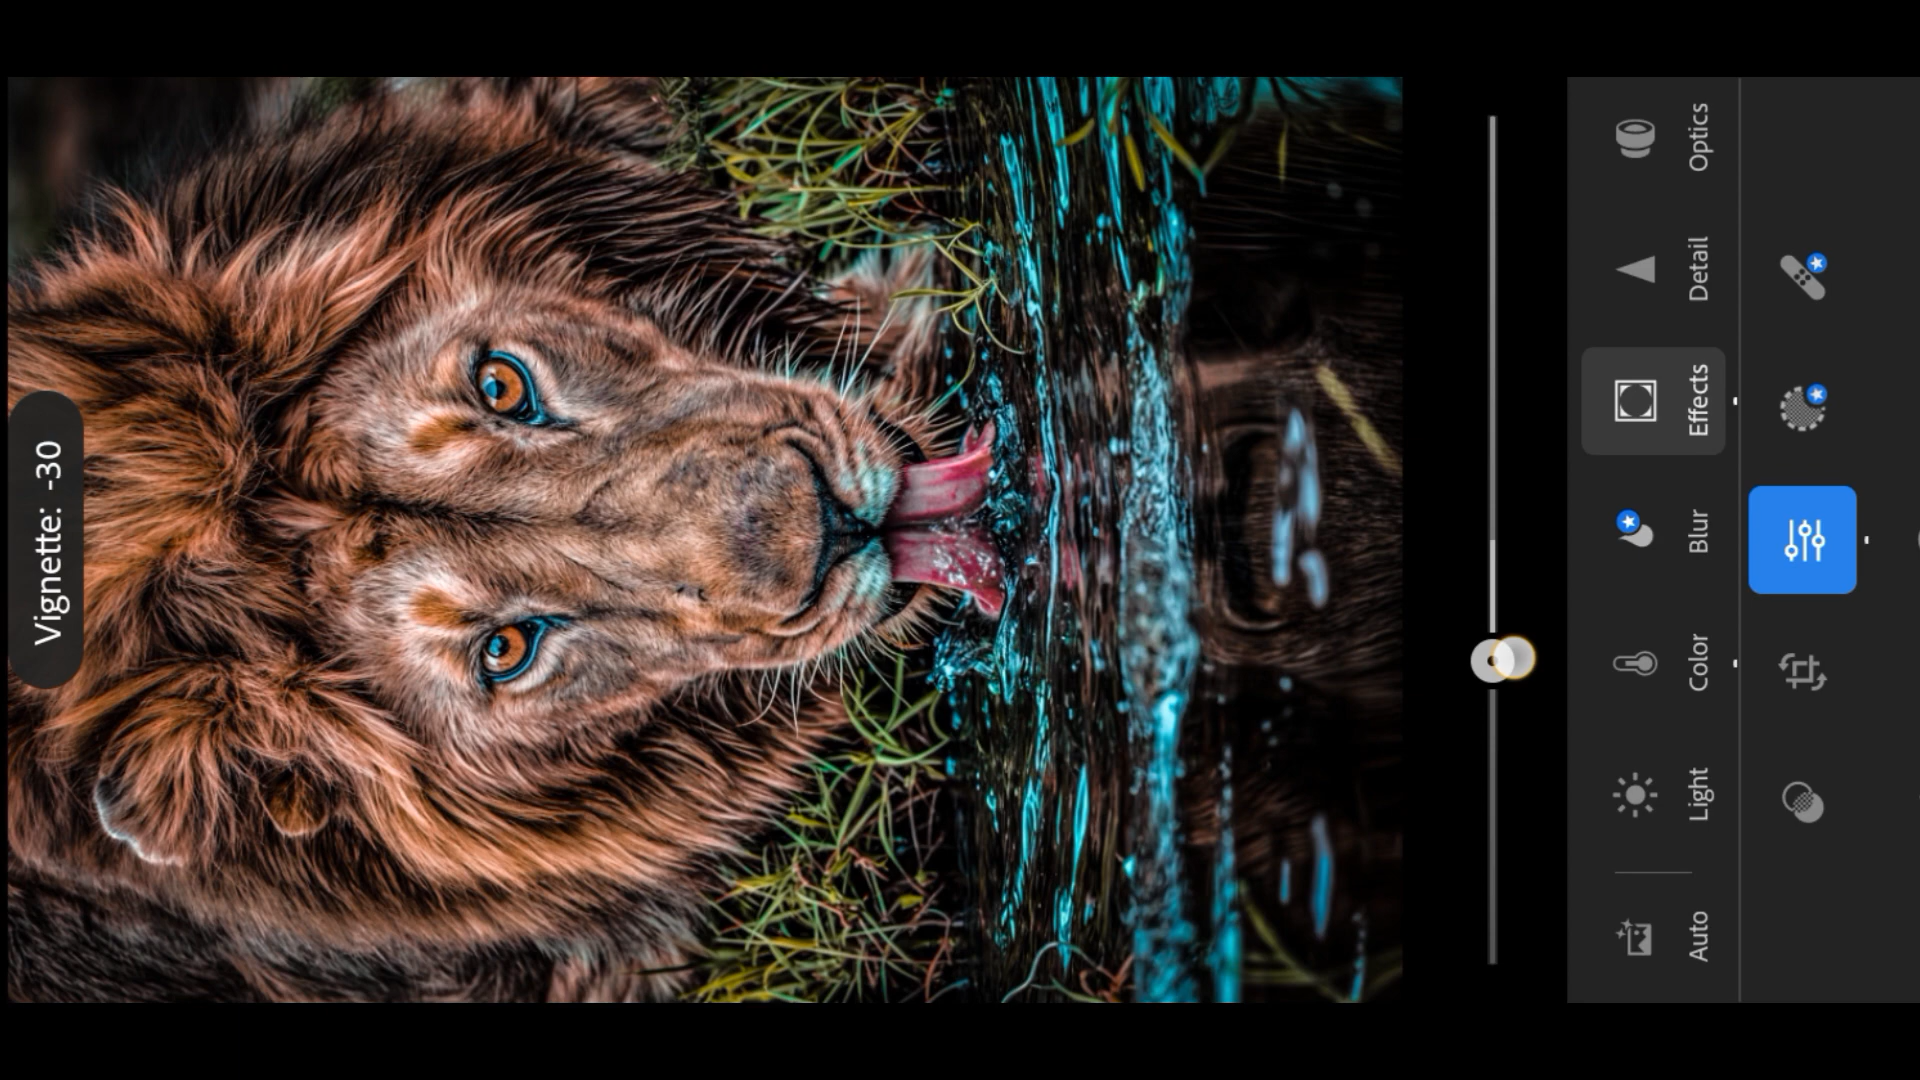 Vignette: -30
Auto
Light
Color
Blur
Effects
Detail
Optics